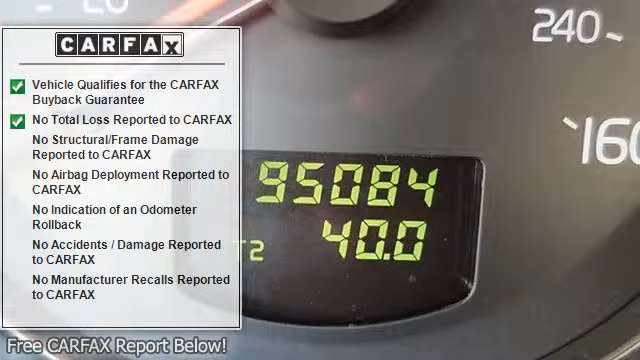 20
240
160
CARFAX
Vehicle Qualifies for the CARFAX
Buyback Guarantee
No Total Loss Reported to CARFAX
No Structural/Frame Damage
Reported to CARFAX
No Airbag Deployment Reported to
CARFAX
No Indication of an Odometer
Rollback
No Accidents / Damage Reported
to CARFAX
No Manufacturer Recalls Reported
to CARFAX
95084
T2 40.0
Free CARFAX Report Below!